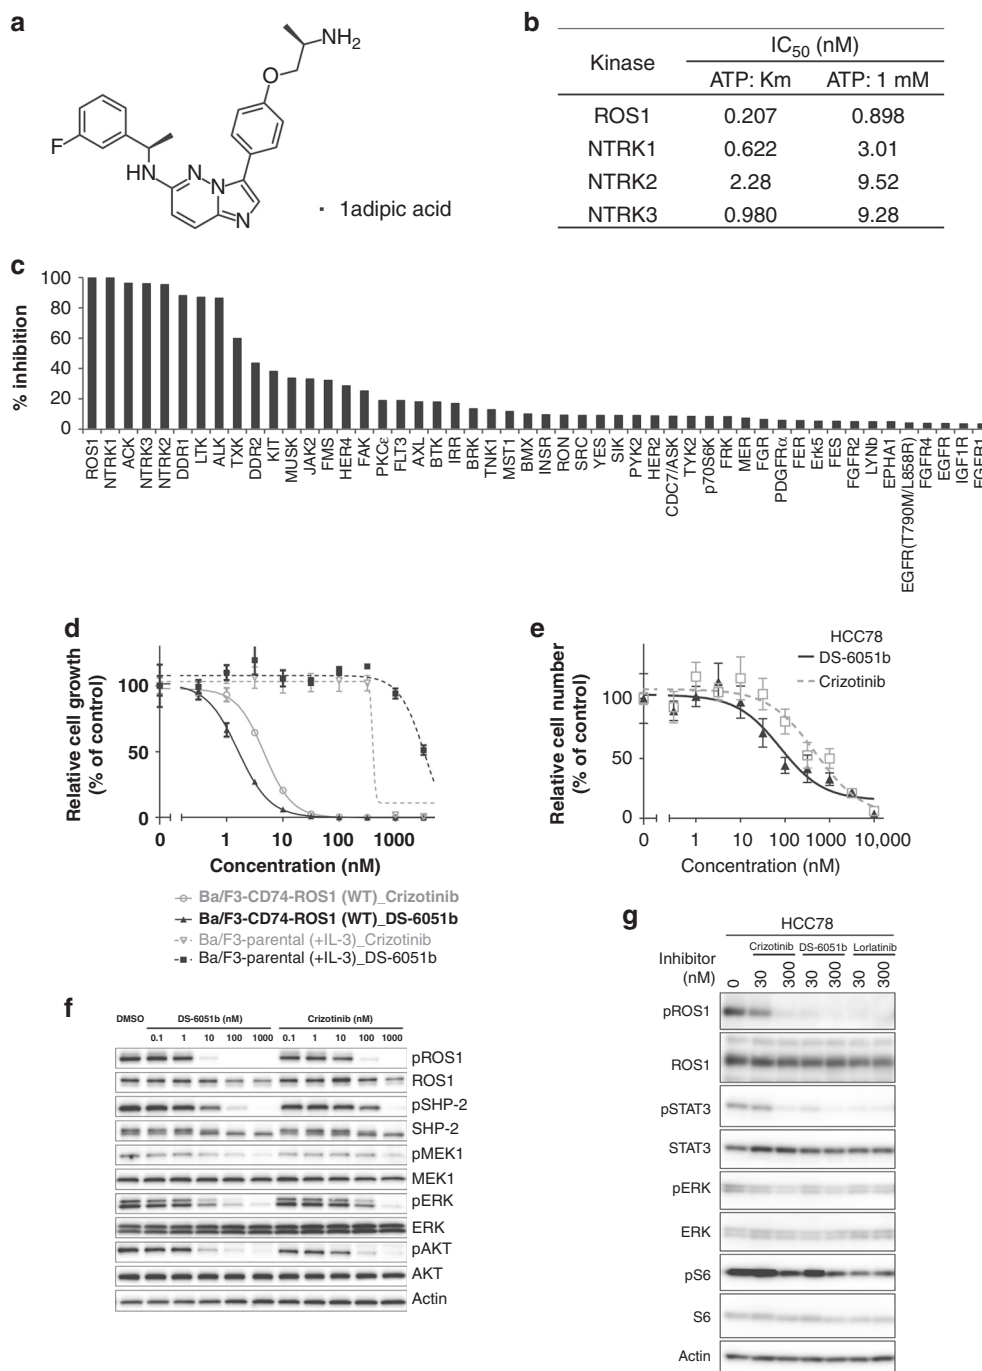 a
NH2
O
F
HN
N
N
N
· 1adipic acid
b
Kinase
IC50 (nM)
ATP: Km
ATP: 1 mM
ROS1 0.207 0.898
NTRK1 0.622 3.01
NTRK2 2.28 9.52
NTRK3 0.980 9.28
c
% inhibition
100
80
60
40
20
0
ROS1
NTRK1
ACK
NTRK3
NTRK2
DDR1
LTK
ALK
TXK
DDR2
KIT
MUSK
JAK2
FMS
HER4
FAK
PKCε
FLT3
AXL
BTK
IRR
BRK
TNK1
MST1
BMX
INSR
RON
SRC
YES
SIK
PYK2
HER2
CDC7/ASK
TYK2
p70S6K
FRK
MER
FGR
PDGFRα
FER
Erk5
FES
FGFR2
LYNb
EPHA1
EGFR(T790M/L858R)
FGFR4
EGFR
IGF1R
FGFR1
d
Relative cell growth
(% of control)
100
50
0
0 1 10 100 1000
Concentration (nM)
Ba/F3-CD74-ROS1 (WT)_Crizotinib
Ba/F3-CD74-ROS1 (WT)_DS-6051b
Ba/F3-parental (+IL-3)_Crizotinib
Ba/F3-parental (+IL-3)_DS-6051b
e
HCC78
DS-6051b
Crizotinib
Relative cell number
(% of control)
100
50
0
0 1 10 100 1000 10,000
Concentration (nM)
f
DMSO DS-6051b (nM) Crizotinib (nM)
0.1 1 10 100 1000 0.1 1 10 100 1000
pROS1
ROS1
pSHP-2
SHP-2
pMEK1
MEK1
pERK
ERK
pAKT
AKT
Actin
g
HCC78
Crizotinib DS-6051b Lorlatinib
Inhibitor
(nM)
0 30 300 30 300 30 300
pROS1
ROS1
pSTAT3
STAT3
pERK
ERK
pS6
S6
Actin